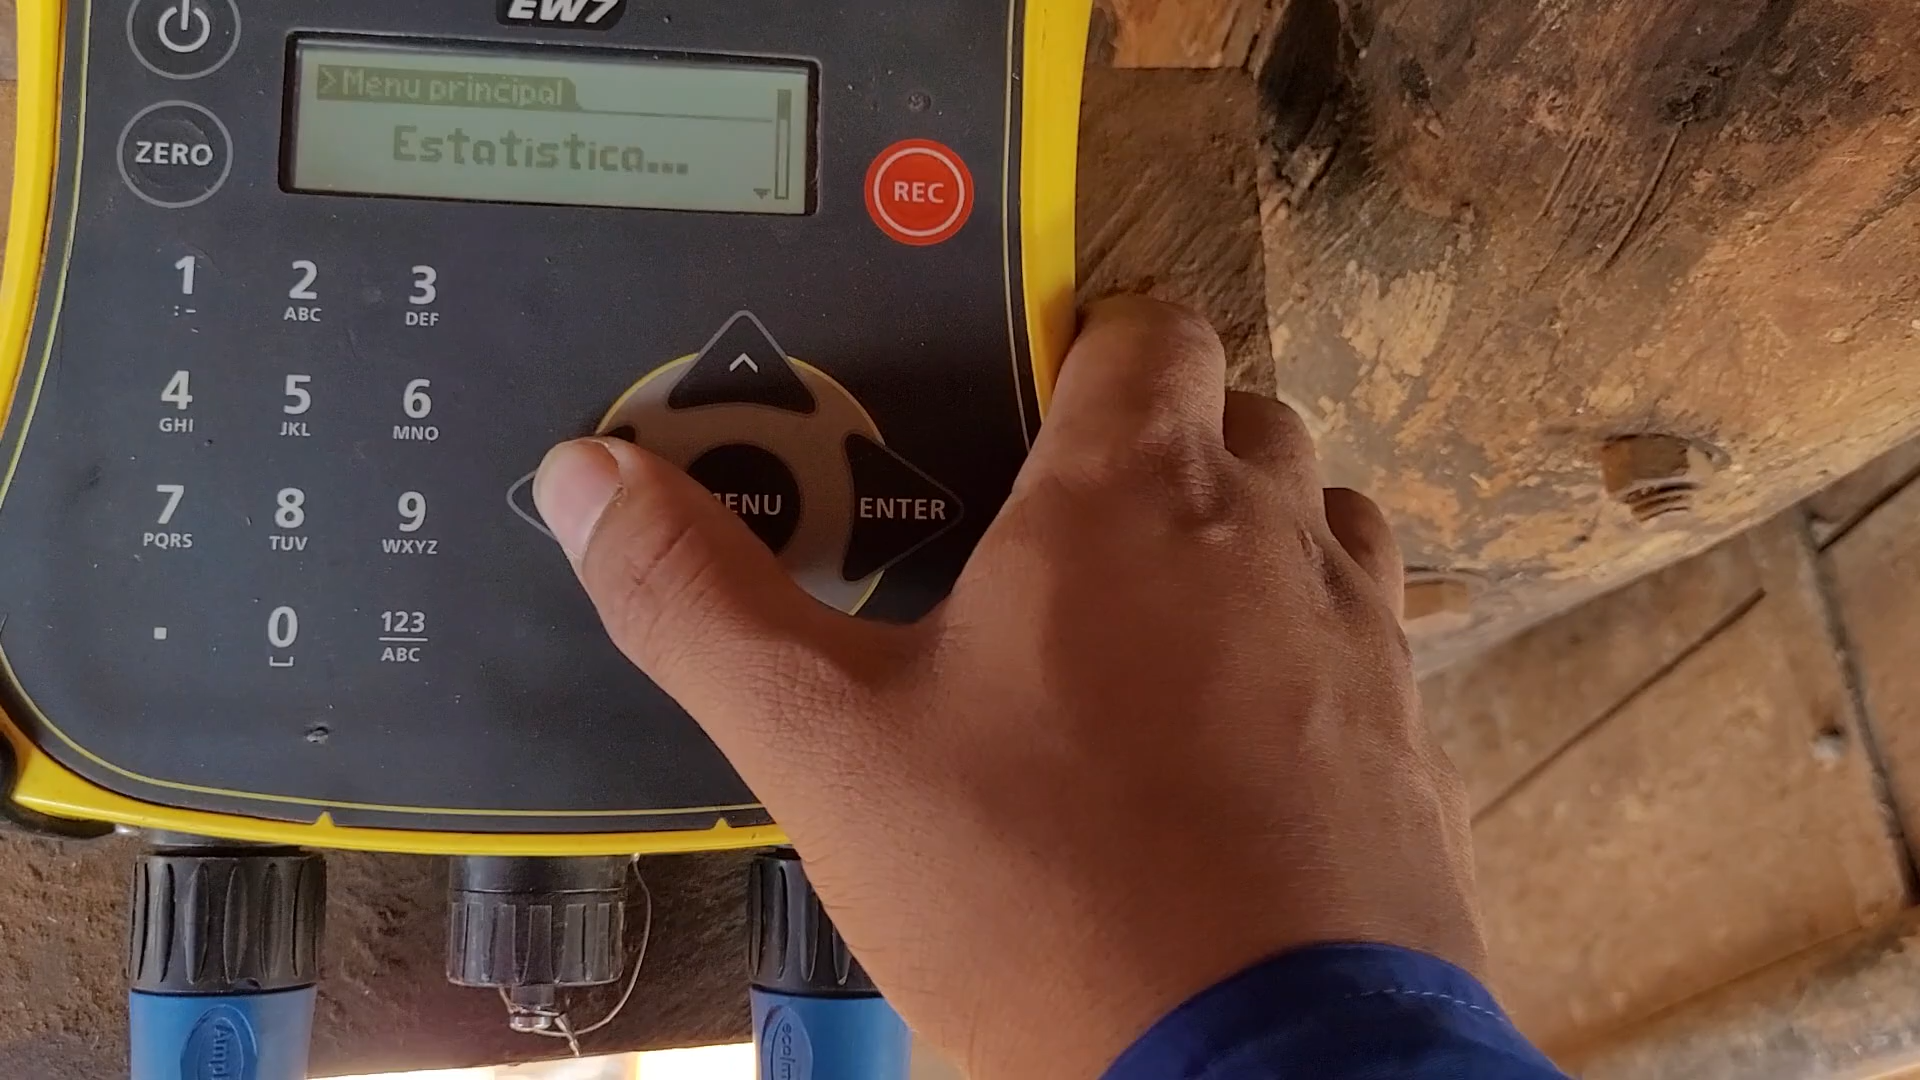 EW7
>Menu principal
Estatistica...
ZERO
REC
1 2 3
:- ABC DEF
4 5 6
GHI JKL MNO
7 8 9
PQRS TUV WXYZ
MENU
ENTER
. 0 123
ABC